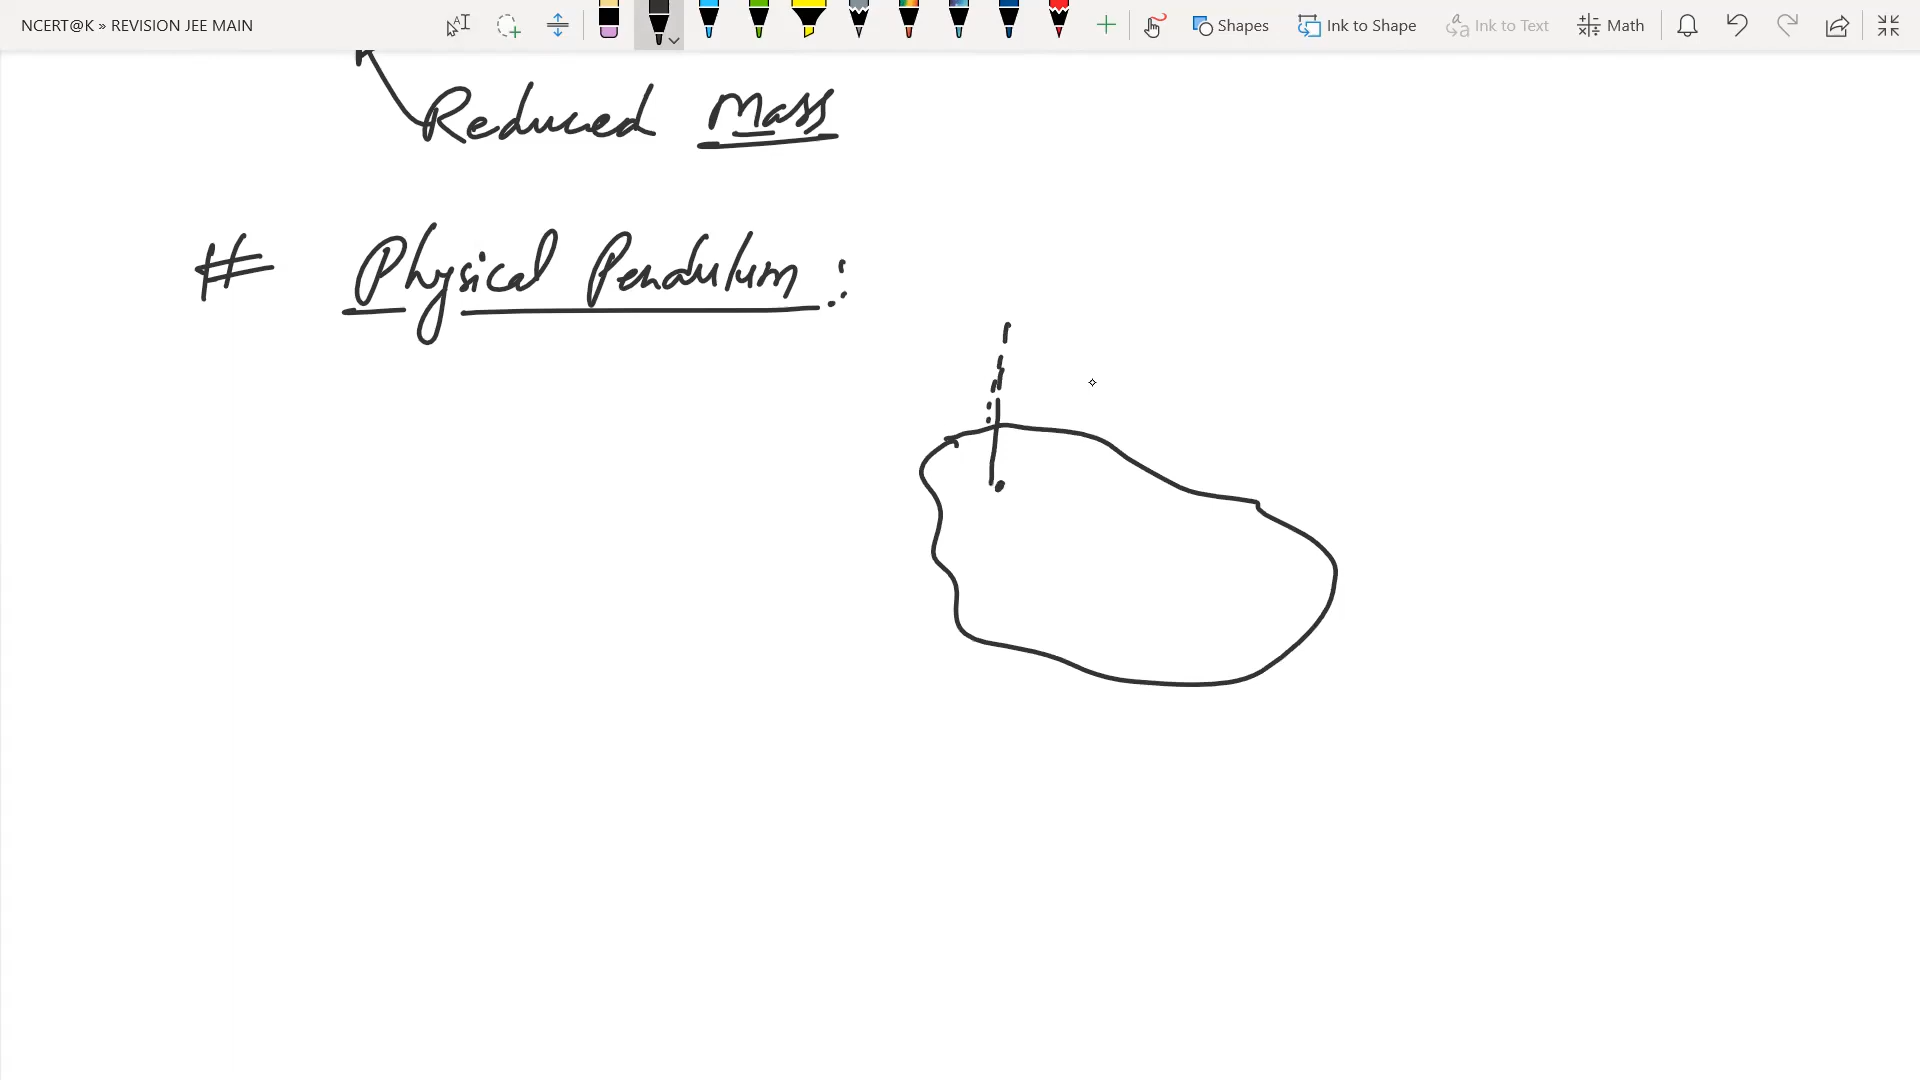 NCERT@K » REVISION JEE MAIN
Shapes
Ink to Shape
Ink to Text
Math
Reduced Mass
# Physical Pendulum :